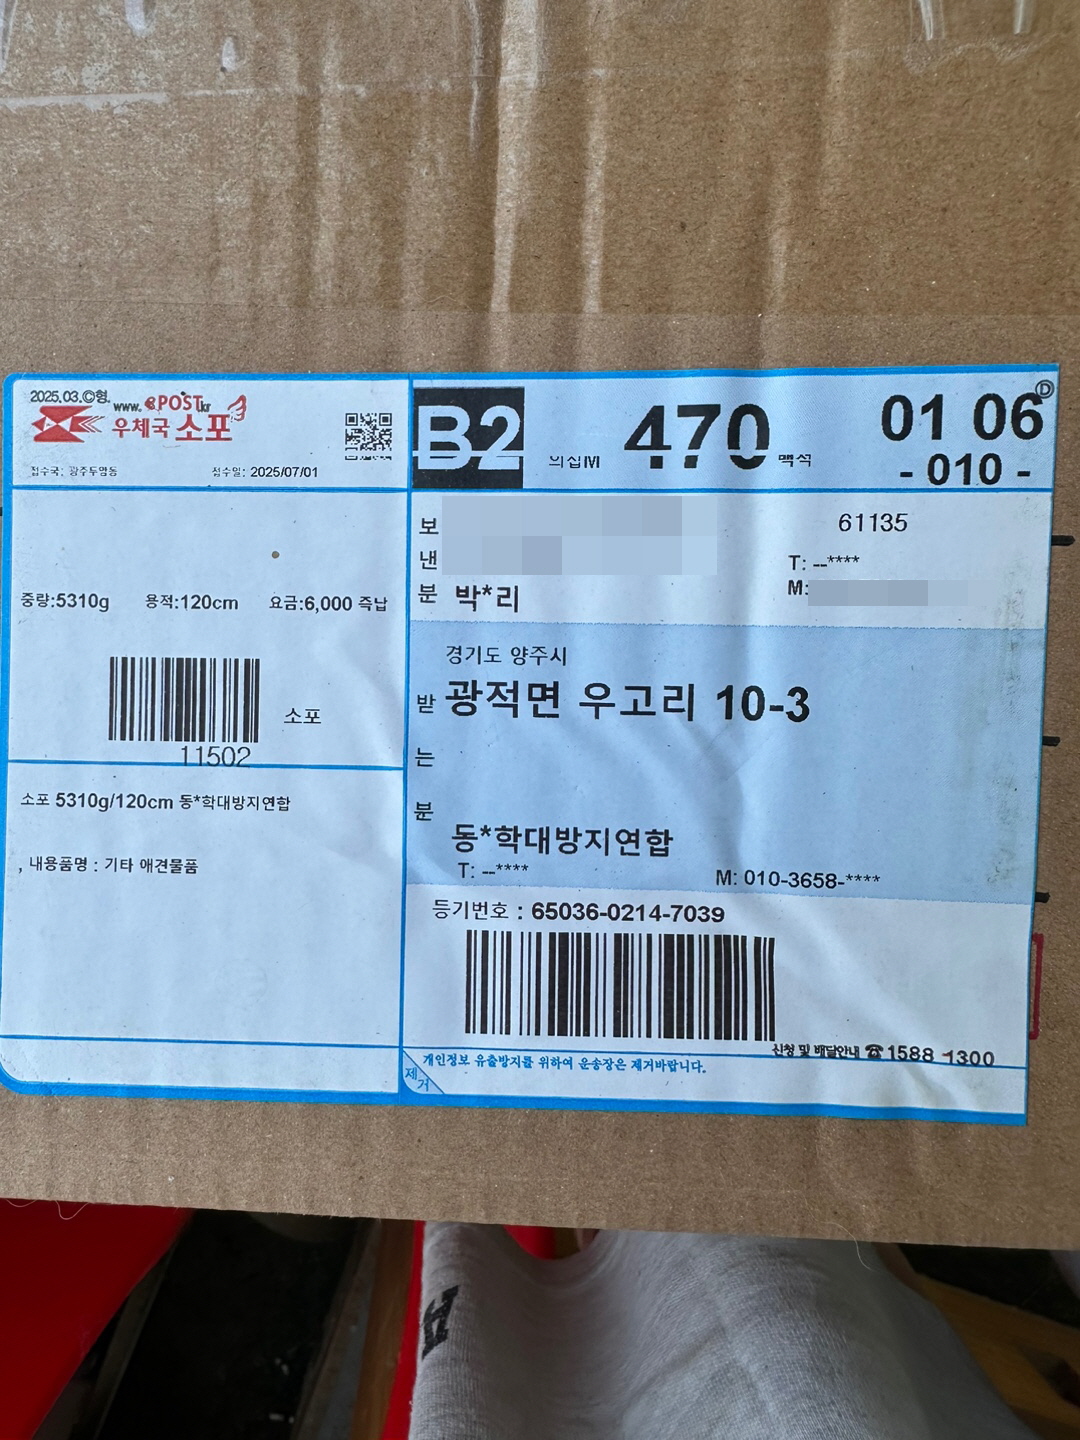 2025.03.ⓒ형.
www.ePOST.kr
우체국 소포
접수국: 광주두암동 접수일: 2025/07/01
중량:5310g 용적:120cm 요금:6,000 즉납
소포
11502
소포 5310g/120cm 동*학대방지연합
, 내용품명 : 기타 애견물품
B2 의집M 470 백석 01 06 Ⓓ
- 010 -
보낸분
61135
T: --****
박*리 M:
받는분
경기도 양주시
광적면 우고리 10-3
동*학대방지연합
T: --**** M: 010-3658-****
등기번호 : 65036-0214-7039
신청 및 배달안내 ☎ 1588-1300
제거
개인정보 유출방지를 위하여 운송장은 제거바랍니다.